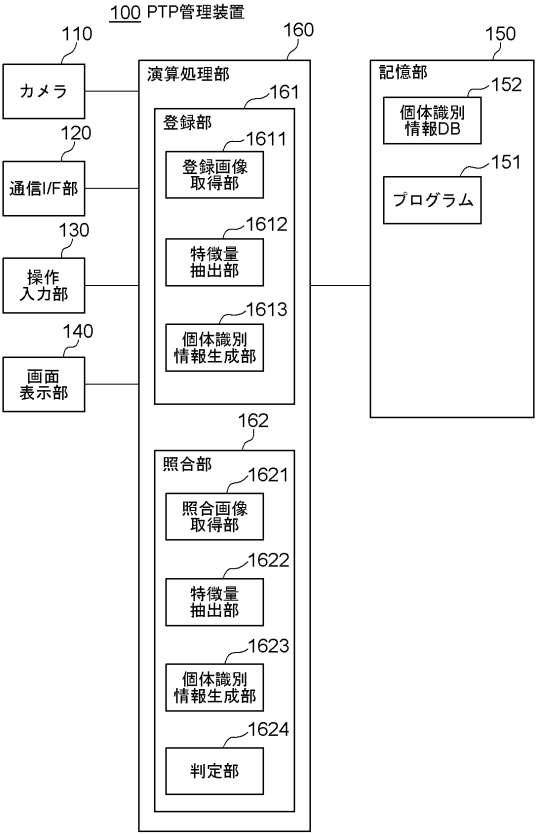 100 PTP管理装置
110
カメラ
120
通信I/F部
130
操作
入力部
140
画面
表示部
160
演算処理部
161
登録部
1611
登録画像
取得部
1612
特徴量
抽出部
1613
個体識別
情報生成部
162
照合部
1621
照合画像
取得部
1622
特徴量
抽出部
1623
個体識別
情報生成部
1624
判定部
150
記憶部
152
個体識別
情報DB
151
プログラム